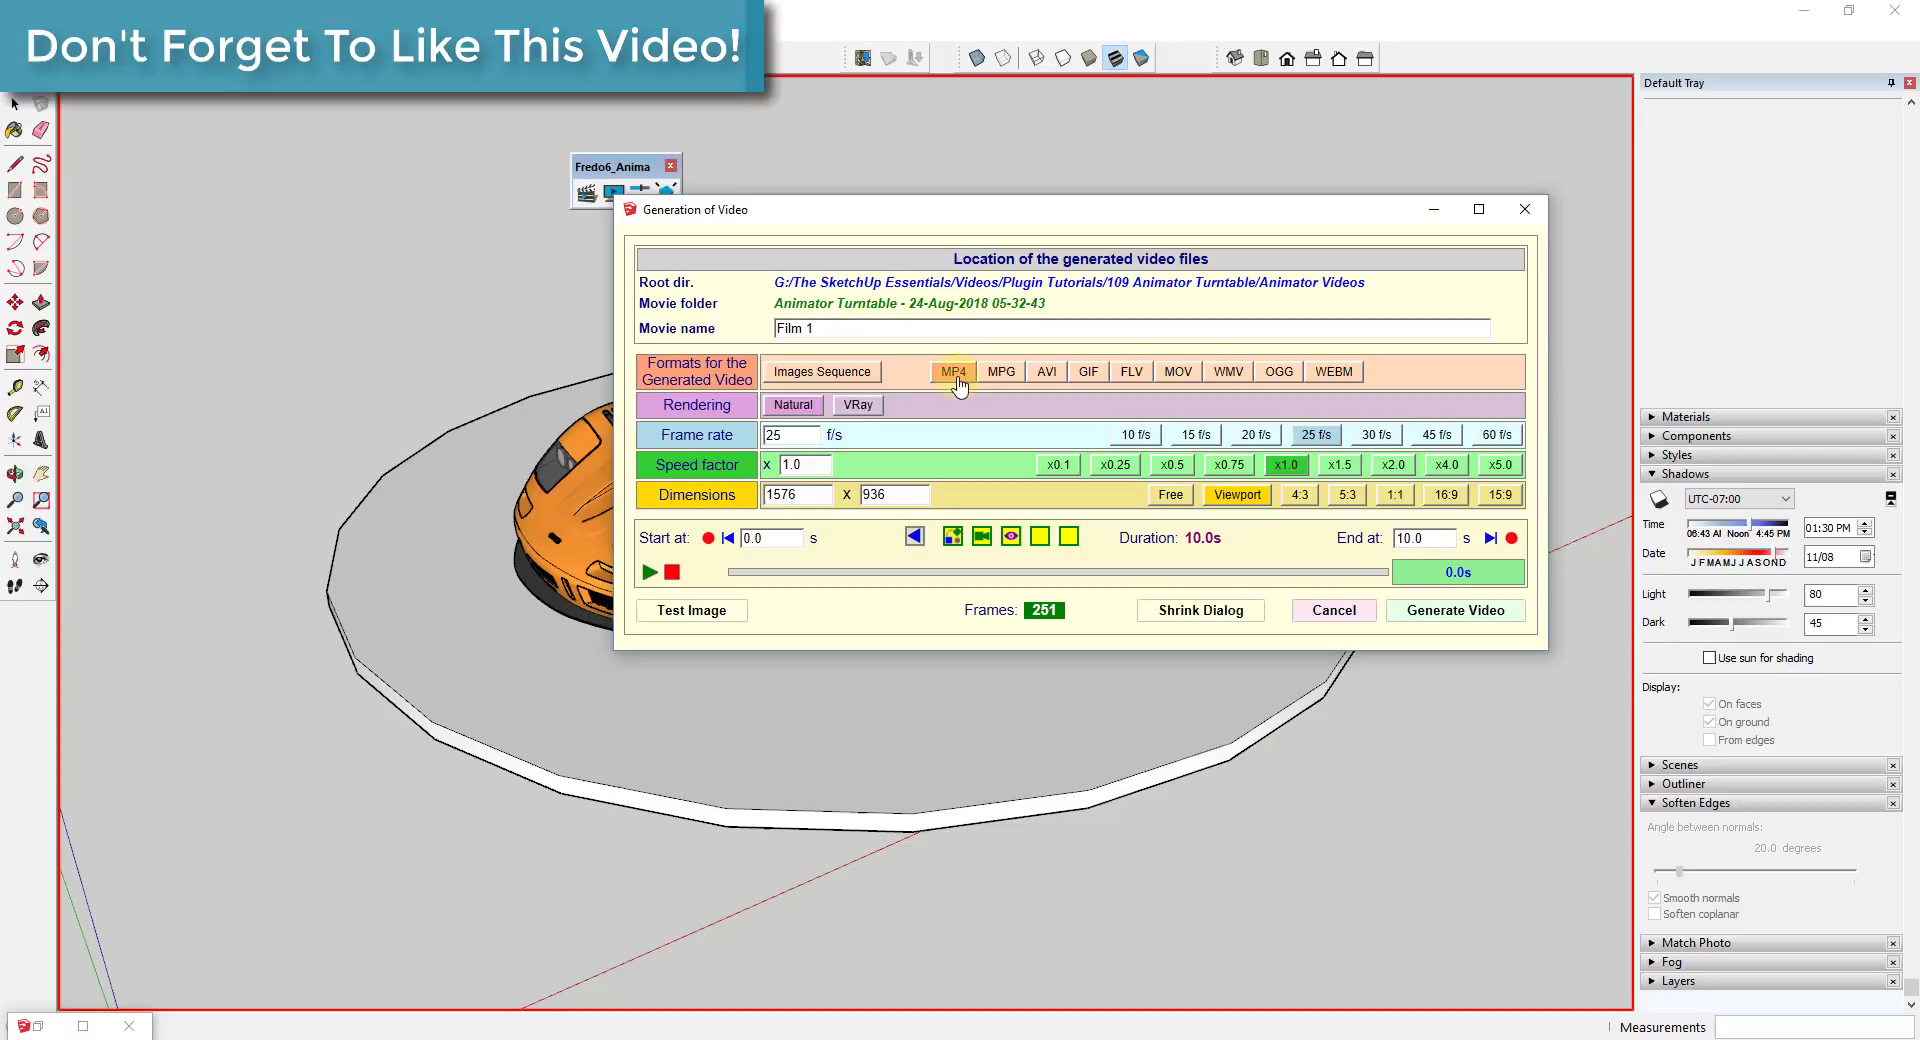 Don't Forget To Like This Video!
Default Tray
Fredo6_Anima
Generation of Video
Location of the generated video files
Root dir. G:/The SketchUp Essentials/Videos/Plugin Tutorials/109 Animator Turntable/Animator Videos
Movie folder Animator Turntable - 24-Aug-2018 05-32-43
Movie name Film 1
Formats for the Generated Video Images Sequence MP4 MPG AVI GIF FLV MOV WMV OGG WEBM
Rendering Natural VRay
Frame rate 25 f/s 10 f/s 15 f/s 20 f/s 25 f/s 30 f/s 45 f/s 60 f/s
Speed factor x 1.0 x0.1 x0.25 x0.5 x0.75 x1.0 x1.5 x2.0 x4.0 x5.0
Dimensions 1576 X 936 Free Viewport 4:3 5:3 1:1 16:9 15:9
Start at: 0.0 s Duration: 10.0s End at: 10.0 s
0.0s
Test Image Frames: 251 Shrink Dialog Cancel Generate Video
Materials
Components
Styles
Shadows
UTC-07:00
Time 06:43 AI Noon 4:45 PM 01:30 PM
Date J F M A M J J A S O N D 11/08
Light 80
Dark 45
Use sun for shading
Display:
On faces
On ground
From edges
Scenes
Outliner
Soften Edges
Angle between normals:
20.0 degrees
Smooth normals
Soften coplanar
Match Photo
Fog
Layers
Measurements